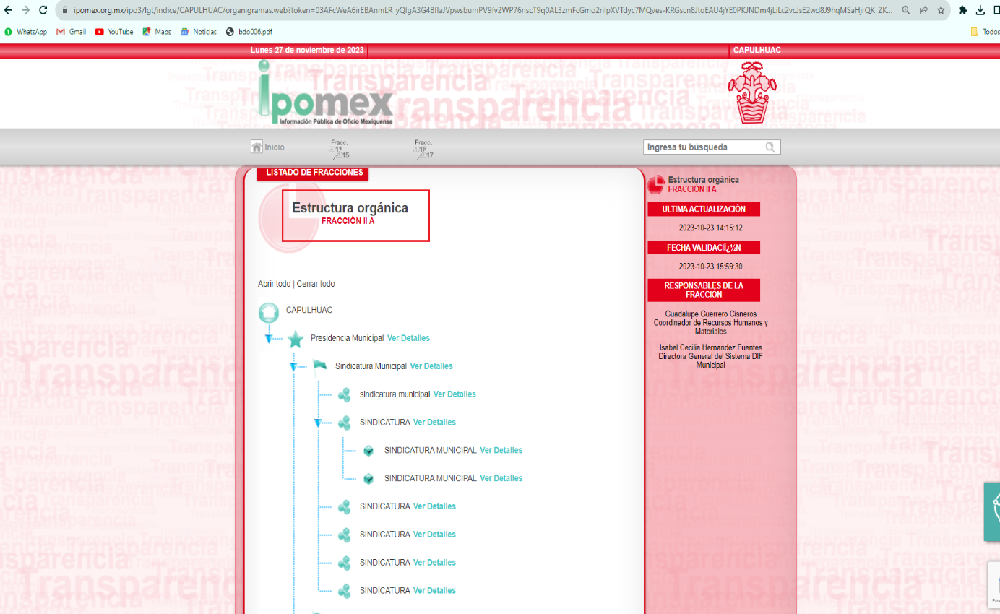 ipomex.org.mx/ipo3/lgt/indice/CAPULHUAC/organigramas.web?token=
WhatsApp Gmail YouTube Maps Noticias bdo006.pdf Todos
Lunes 27 de noviembre de 2023 CAPULHUAC
Transparencia
ipomex
Información Pública de Oficio Mexiquense
Inicio
Fracc.
2015
Fracc.
2017
Ingresa tu búsqueda
LISTADO DE FRACCIONES
Estructura orgánica
FRACCIÓN II A
Abrir todo | Cerrar todo
CAPULHUAC
Presidencia Municipal Ver Detalles
Sindicatura Municipal Ver Detalles
sindicatura municipal Ver Detalles
SINDICATURA Ver Detalles
SINDICATURA MUNICIPAL Ver Detalles
SINDICATURA MUNICIPAL Ver Detalles
SINDICATURA Ver Detalles
SINDICATURA Ver Detalles
SINDICATURA Ver Detalles
SINDICATURA Ver Detalles
Estructura orgánica
FRACCIÓN II A
ULTIMA ACTUALIZACIÓN
2023-10-23 14:15:12
FECHA VALIDACIÏ¿½N
2023-10-23 15:59:30
RESPONSABLES DE LA
FRACCIÓN
Guadalupe Guerrero Cisneros
Coordinador de Recursos Humanos y
Materiales
Isabel Cecilia Hernandez Fuentes
Directora General del Sistema DIF
Municipal